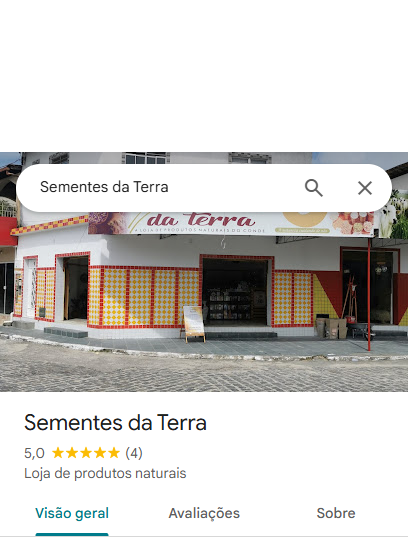 Sementes da Terra
da terra
A LOJA DE PRODUTOS NATURAIS DO CONDE
Sementes da Terra
5,0 ★★★★★ (4)
Loja de produtos naturais
Visão geral Avaliações Sobre